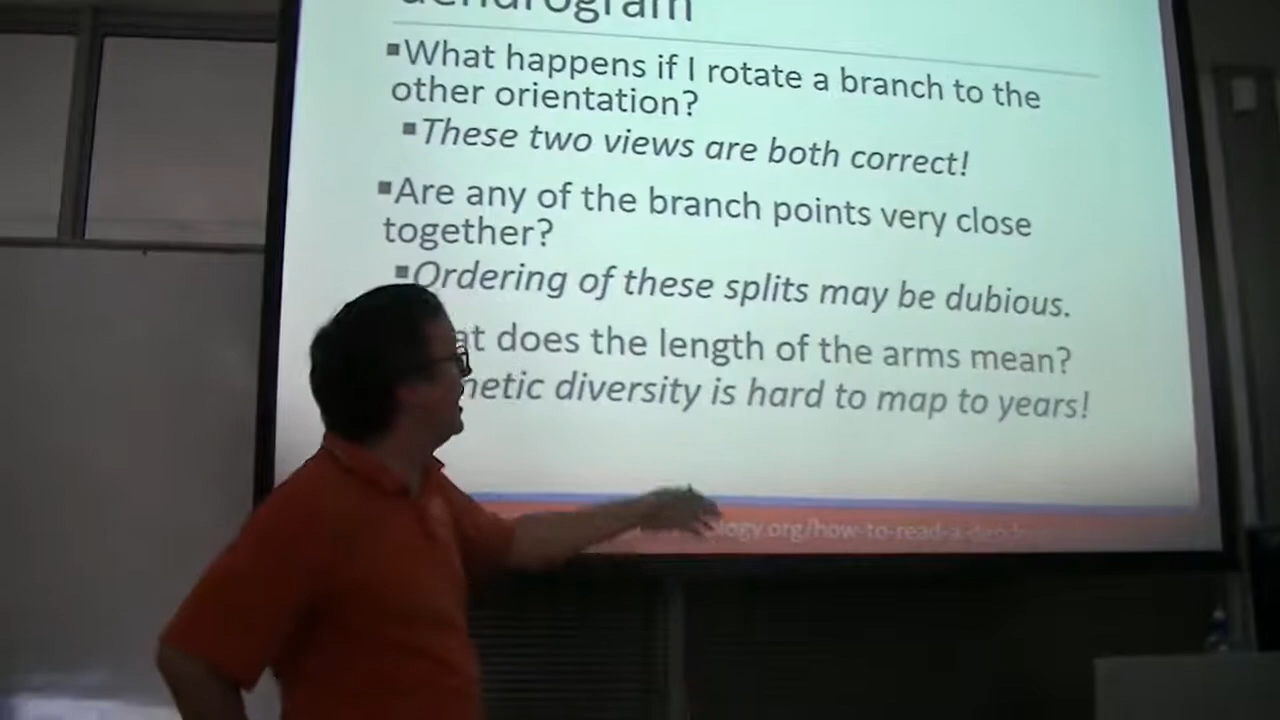 dendrogram
▪What happens if I rotate a branch to the
other orientation?
▪These two views are both correct!
▪Are any of the branch points very close
together?
▪Ordering of these splits may be dubious.
at does the length of the arms mean?
netic diversity is hard to map to years!
ology.org/how-to-read-a-dend